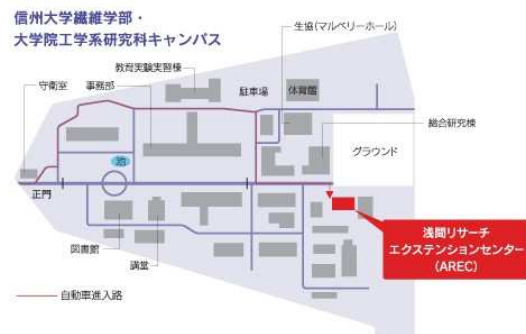 信州大学繊維学部・
大学院工学系研究科キャンパス
生協(マルベリーホール)
教育実験実習棟
守衛室
事務部
駐車場
体育館
総合研究棟
グラウンド
池
正門
図書館
講堂
浅間リサーチ
エクステンションセンター
(AREC)
自動車進入路